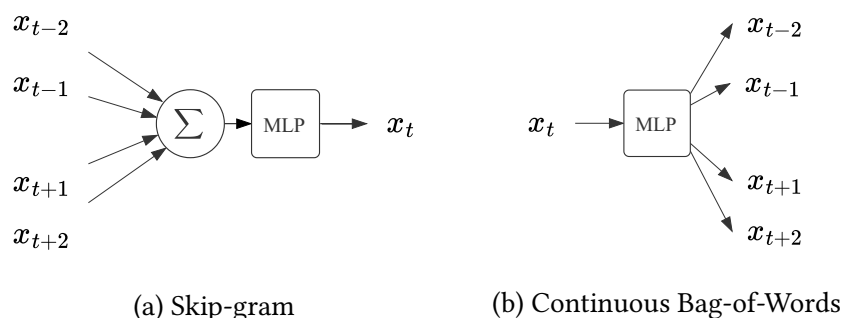 x_{t-2}
x_{t-1}
x_{t+1}
x_{t+2}
∑
MLP
x_t
(a) Skip-gram
x_t
MLP
x_{t-2}
x_{t-1}
x_{t+1}
x_{t+2}
(b) Continuous Bag-of-Words